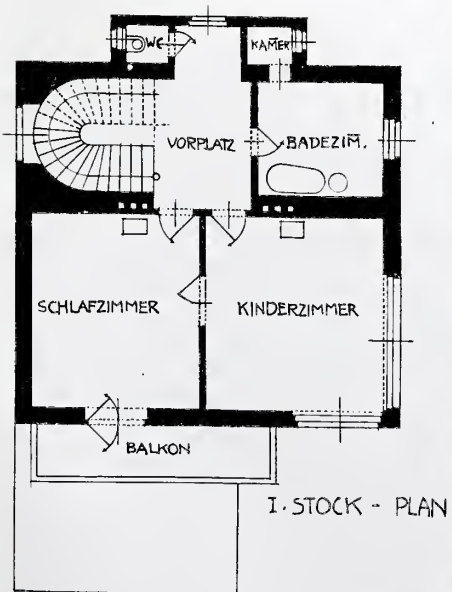 WC
KAMER
VORPLATZ
BADEZIM̅.
SCHLAFZIMMER
KINDERZIMMER
BALKON
I. STOCK - PLAN